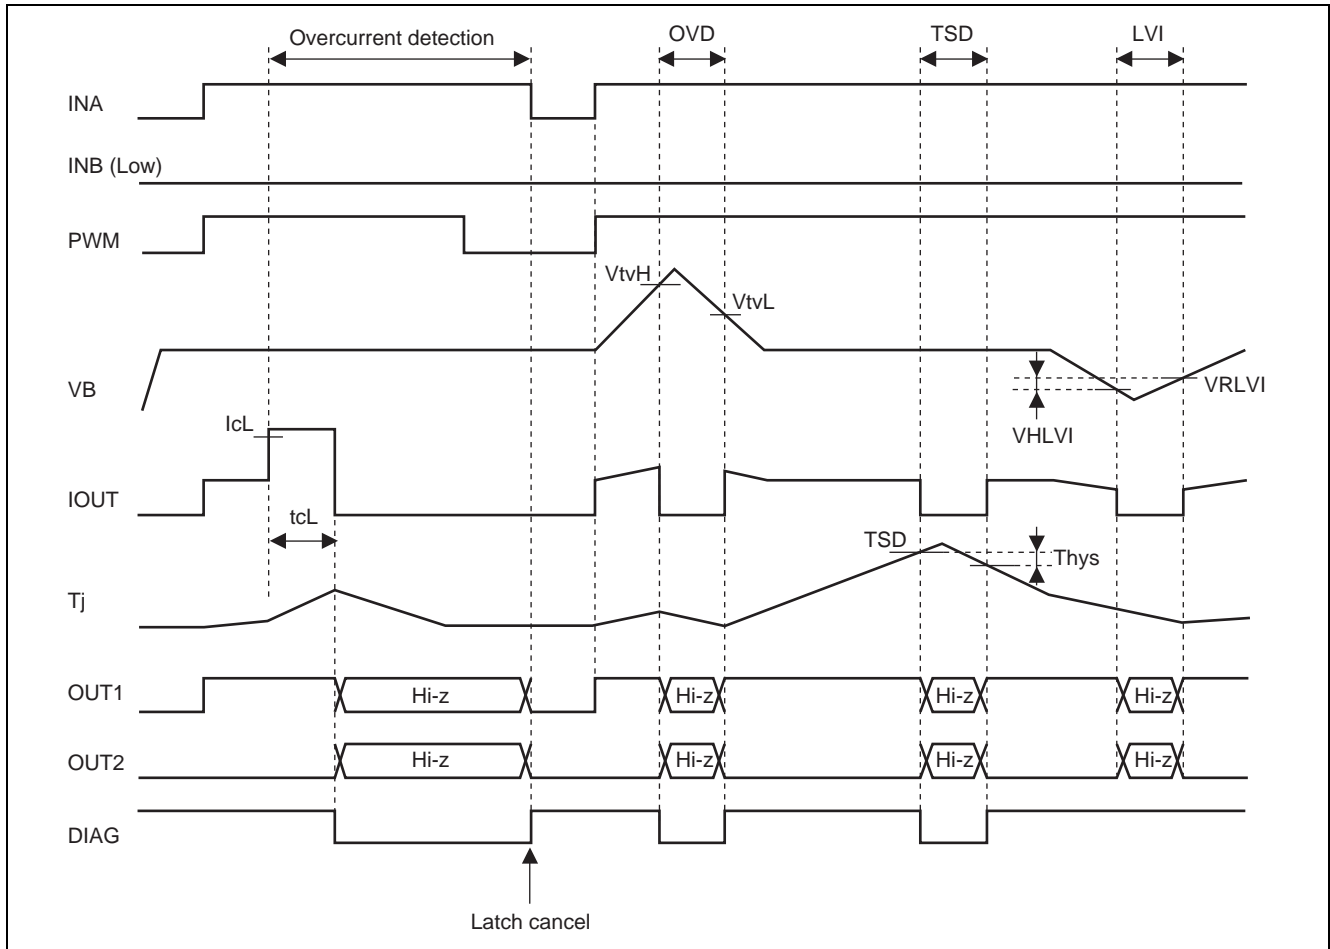 Overcurrent detection
OVD
TSD
LVI
INA
INB (Low)
PWM
VtvH
VtvL
VB
VRLVI
VHLVI
IcL
IOUT
tcL
TSD
Thys
Tj
OUT1
Hi-z
Hi-z
Hi-z
Hi-z
OUT2
Hi-z
Hi-z
Hi-z
Hi-z
DIAG
Latch cancel